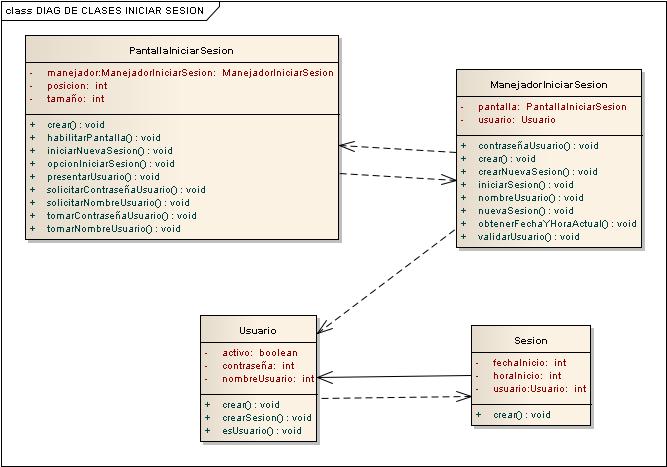 class DIAG DE CLASES INICIAR SESION
PantallaIniciarSesion
- manejador:ManejadorIniciarSesion: ManejadorIniciarSesion
- posicion: int
- tamaño: int
+ crear() : void
+ habilitarPantalla() : void
+ iniciarNuevaSesion() : void
+ opcionIniciarSesion() : void
+ presentarUsuario() : void
+ solicitarContraseñaUsuario() : void
+ solicitarNombreUsuario() : void
+ tomarContraseñaUsuario() : void
+ tomarNombreUsuario() : void
ManejadorIniciarSesion
- pantalla: PantallaIniciarSesion
- usuario: Usuario
+ contraseñaUsuario() : void
+ crear() : void
+ crearNuevaSesion() : void
+ iniciarSesion() : void
+ nombreUsuario() : void
+ nuevaSesion() : void
+ obtenerFechaYHoraActual() : void
+ validarUsuario() : void
Usuario
- activo: boolean
- contraseña: int
- nombreUsuario: int
+ crear() : void
+ crearSesion() : void
+ esUsuario() : void
Sesion
- fechaInicio: int
- horaInicio: int
- usuario:Usuario: int
+ crear() : void